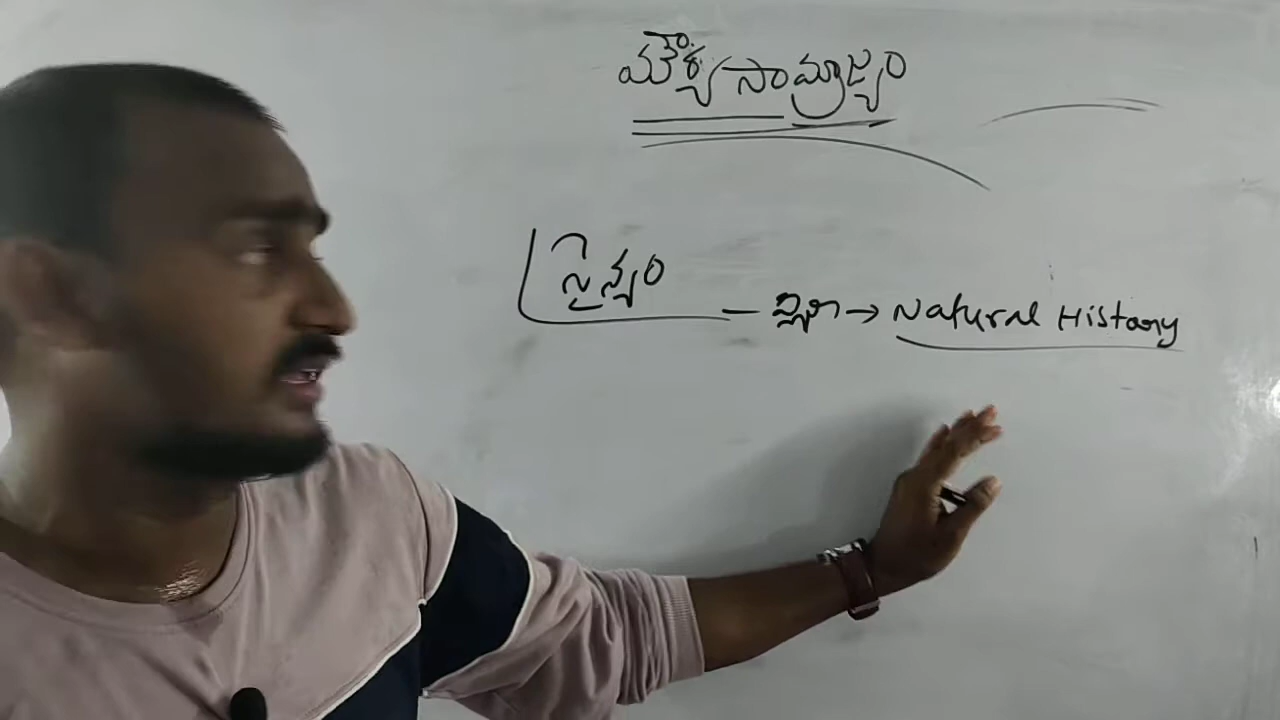 మౌర్య సామ్రాజ్యం
సైన్యం — ప్లినీ → Natural History